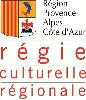 Région
Provence
Alpes
Côte d'Azur
régie
culturelle
régionale